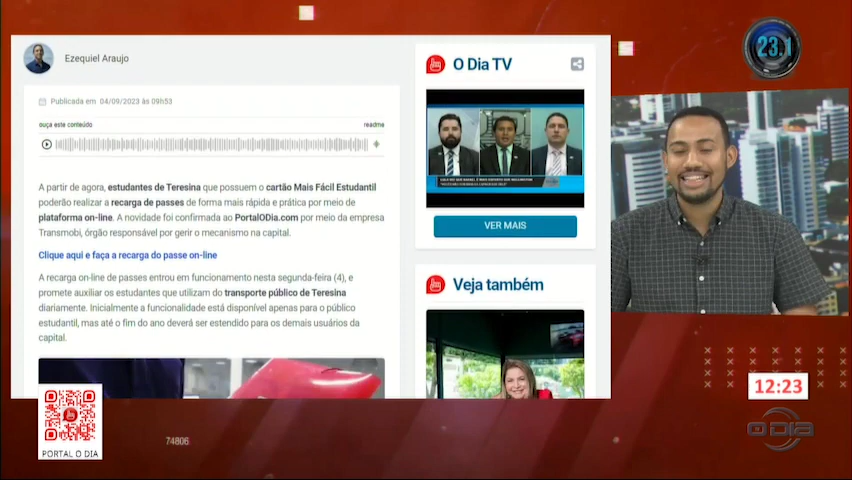 Ezequiel Araujo
Publicada em 04/09/2023 às 09h53
ouça este conteúdo
readme
A partir de agora, estudantes de Teresina que possuem o cartão Mais Fácil Estudantil
poderão realizar a recarga de passes de forma mais rápida e prática por meio de
plataforma on-line. A novidade foi confirmada ao PortalODia.com por meio da empresa
Transmobi, órgão responsável por gerir o mecanismo na capital.
Clique aqui e faça a recarga do passe on-line
A recarga on-line de passes entrou em funcionamento nesta segunda-feira (4), e
promete auxiliar os estudantes que utilizam do transporte público de Teresina
diariamente. Inicialmente a funcionalidade está disponível apenas para o público
estudantil, mas até o fim do ano deverá ser estendido para os demais usuários da
capital.
O Dia TV
VER MAIS
Veja também
23.1
12:23
O DIA
PORTAL O DIA
74806